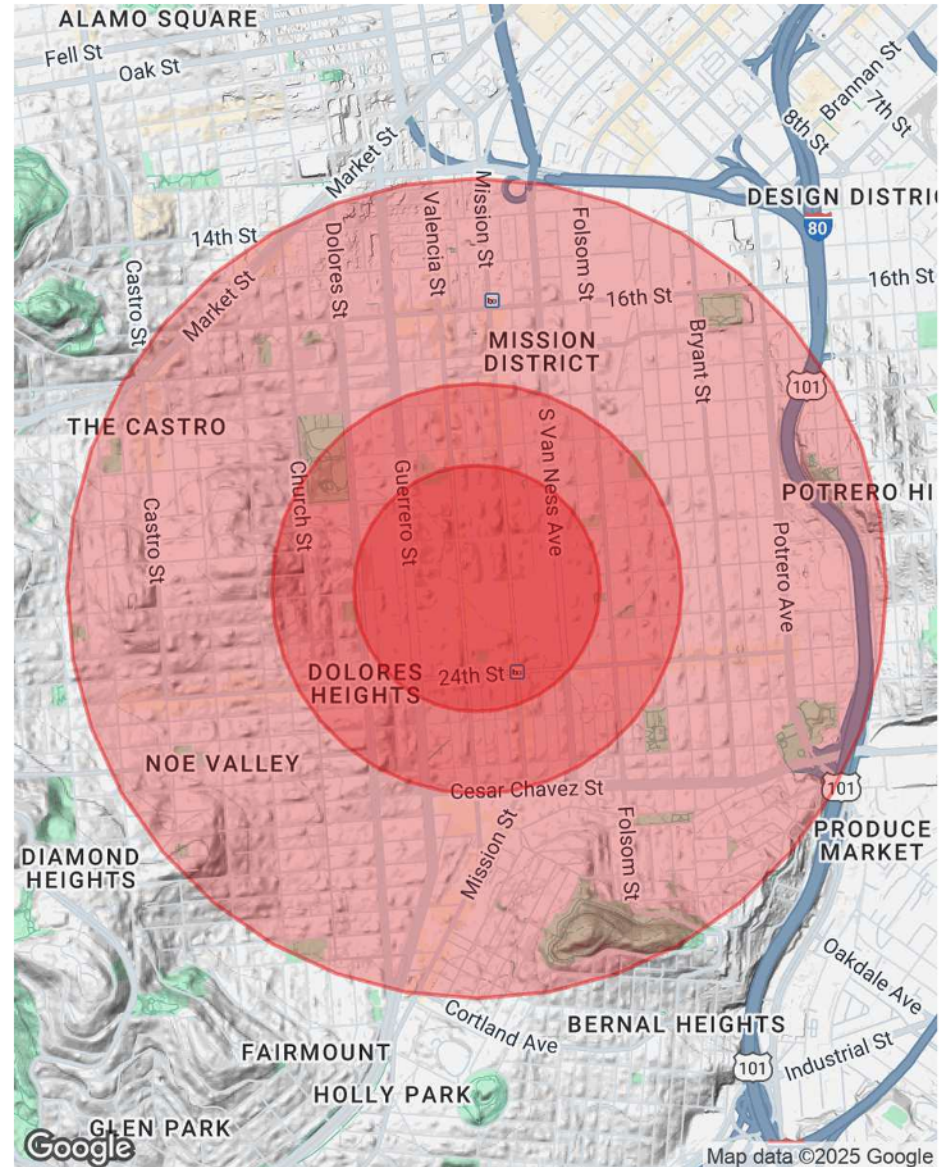 ALAMO SQUARE
Fell St
Oak St
Brannan St
7th St
8th St
Market St
Mission St
Valencia St
Folsom St
Dolores St
DESIGN DISTRI
80
14th St
Castro St
Market St
16th St
16th St
MISSION
DISTRICT
Bryant St
101
THE CASTRO
S Van Ness Ave
Church St
Guerrero St
POTRERO HI
Castro St
Potrero Ave
DOLORES
HEIGHTS
24th St
NOE VALLEY
Cesar Chavez St
101
Mission St
Folsom St
PRODUCE
MARKET
DIAMOND
HEIGHTS
Oakdale Ave
Cortland Ave
BERNAL HEIGHTS
FAIRMOUNT
101
Industrial St
HOLLY PARK
GLEN PARK
Google
Map data ©2025 Google